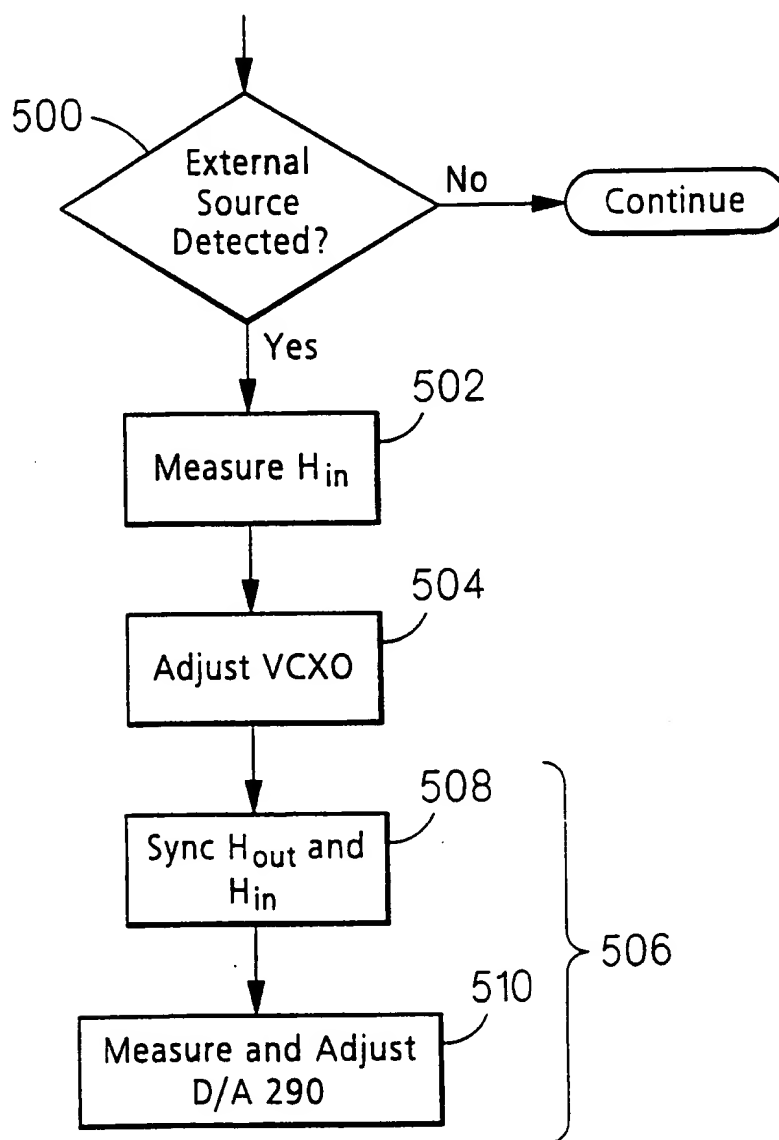 500
External
Source
Detected?
No
Continue
Yes
502
Measure H_in
504
Adjust VCXO
508
Sync H_out and
H_in
506
510
Measure and Adjust
D/A 290